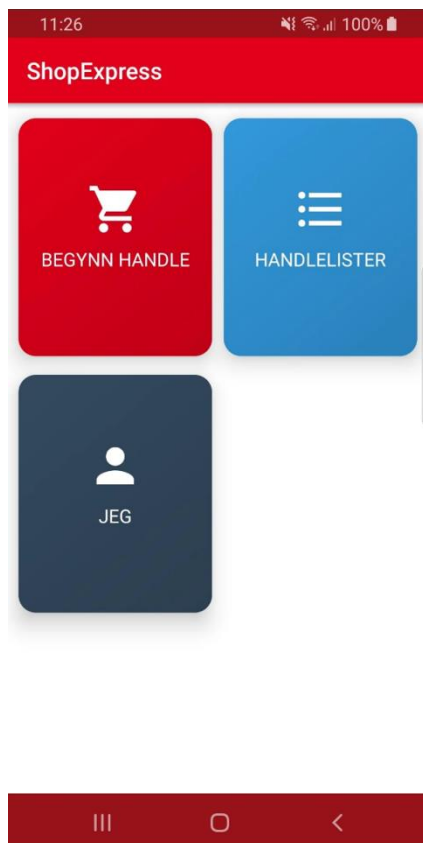 11:26 100%
ShopExpress
BEGYNN HANDLE
HANDLELISTER
JEG